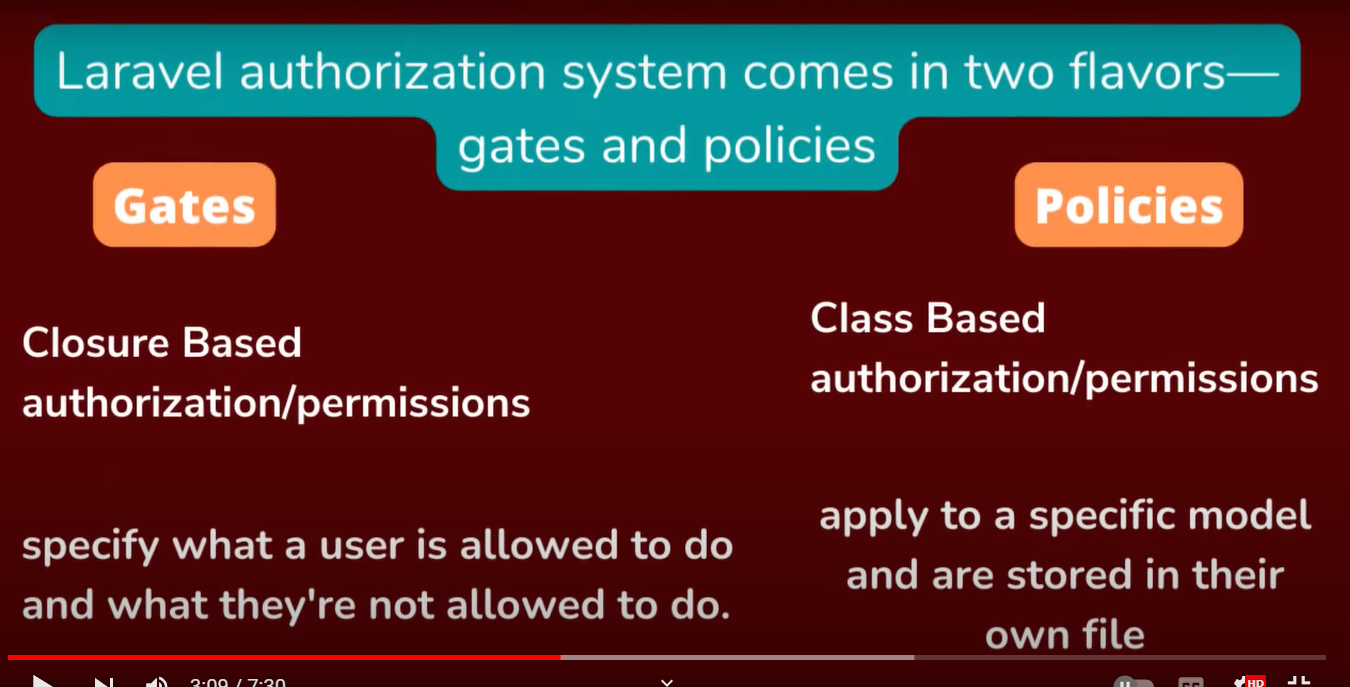 Laravel authorization system comes in two flavors—
gates and policies
Gates
Policies
Closure Based
authorization/permissions
Class Based
authorization/permissions
specify what a user is allowed to do
and what they're not allowed to do.
apply to a specific model
and are stored in their
own file
3:09 / 7:30
HD